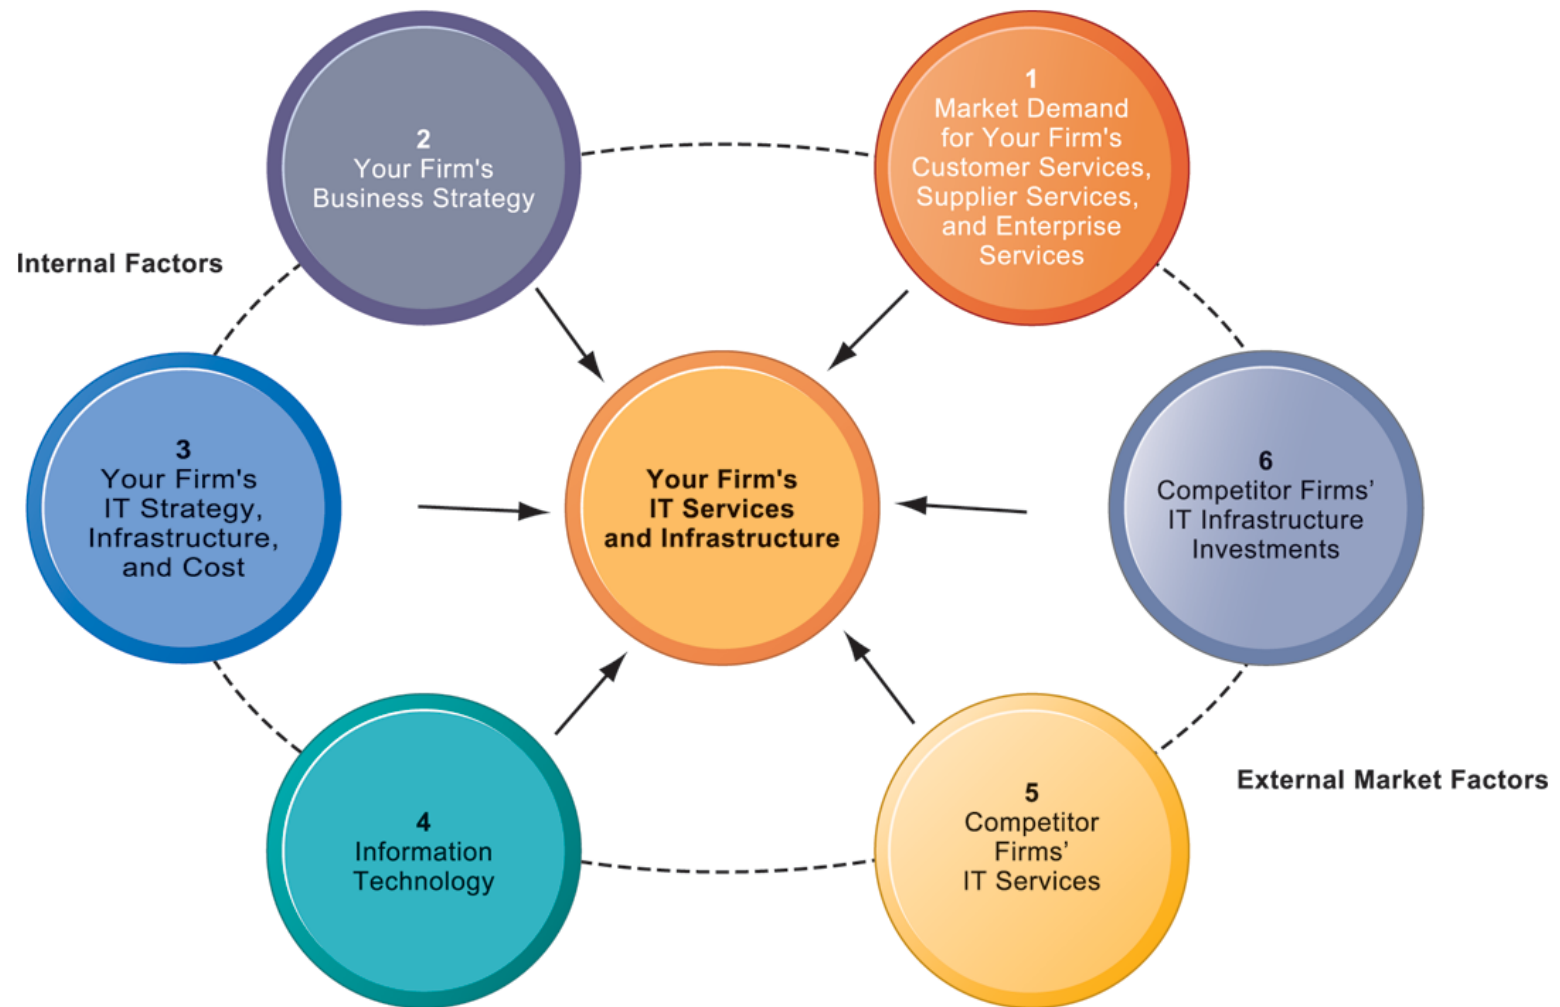 1
Market Demand
for Your Firm's
Customer Services,
Supplier Services,
and Enterprise
Services
2
Your Firm's
Business Strategy
Internal Factors
3
Your Firm's
IT Strategy,
Infrastructure,
and Cost
Your Firm's
IT Services
and Infrastructure
6
Competitor Firms’
IT Infrastructure
Investments
4
Information
Technology
5
Competitor
Firms’
IT Services
External Market Factors